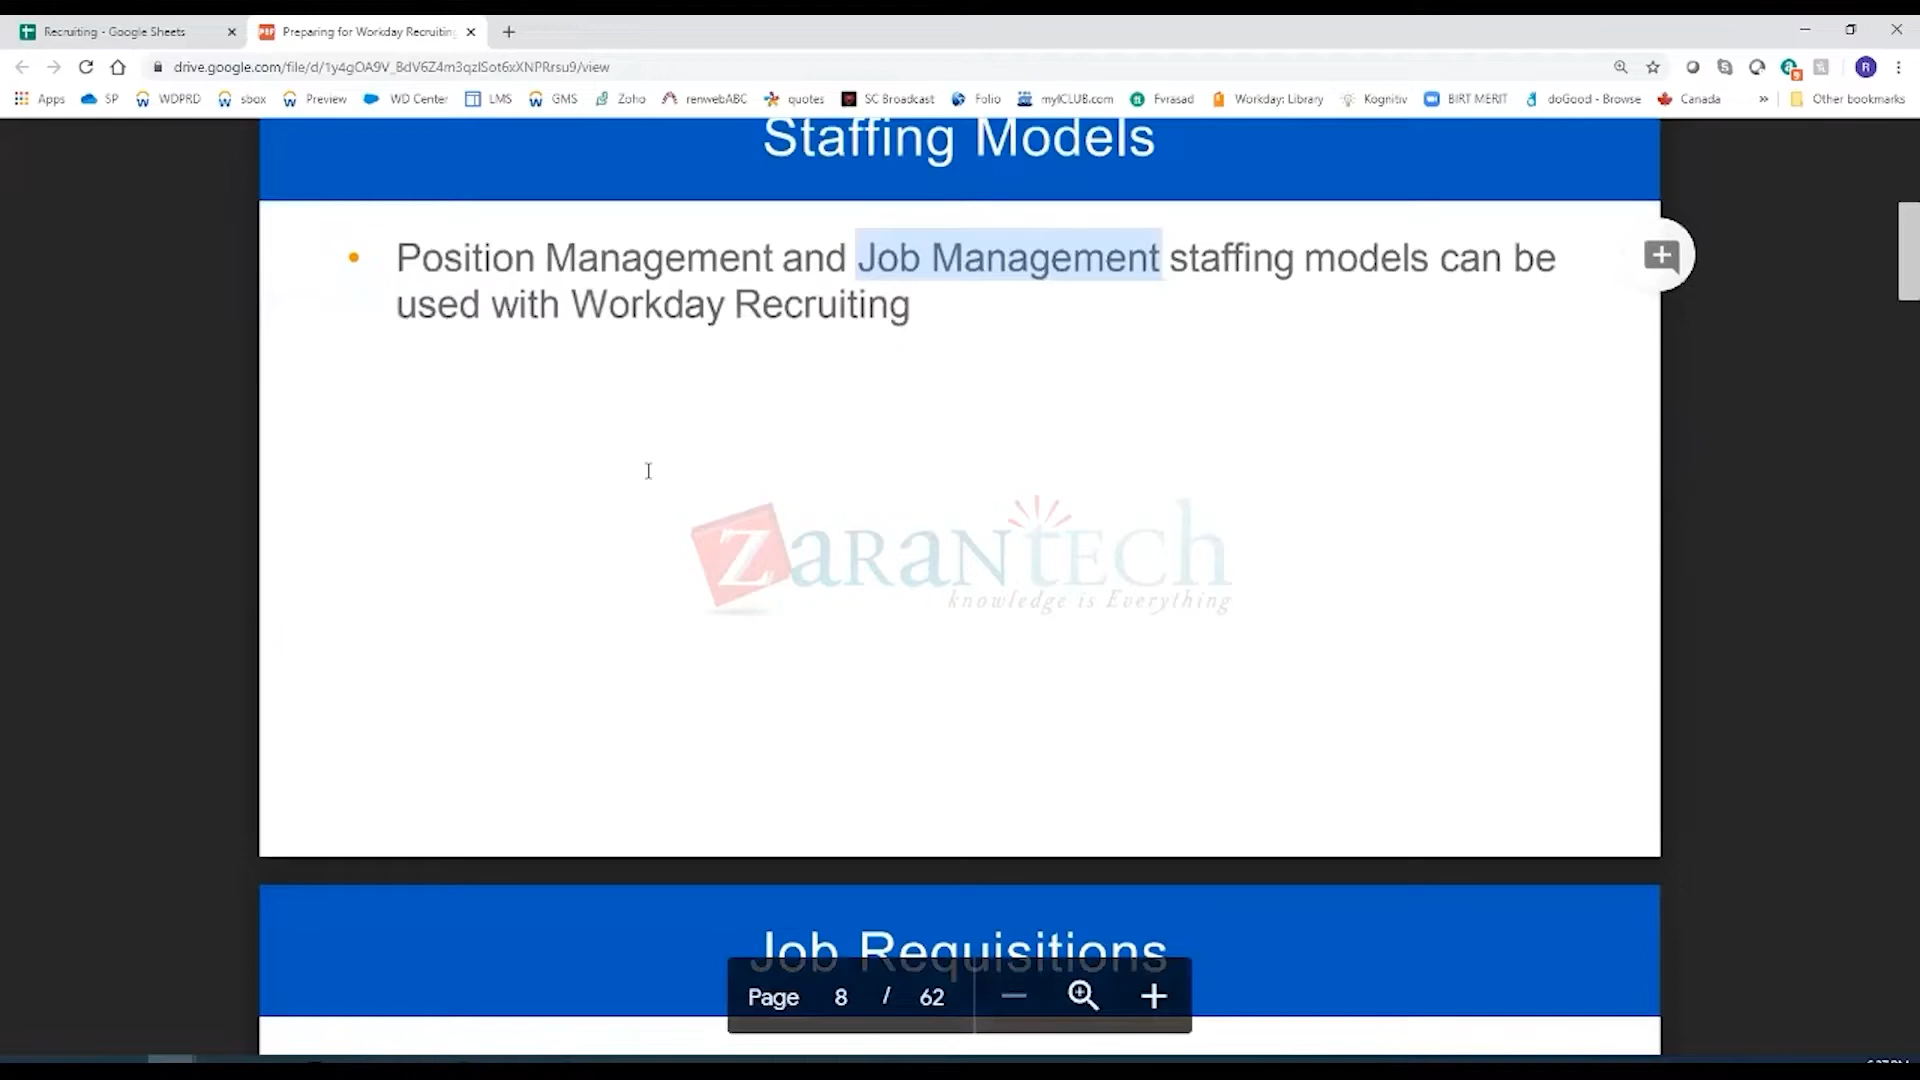 Recruiting - Google Sheets
Preparing for Workday Recruiting
drive.google.com/file/d/1y4gOA9V_BdV6Z4m3qzlSot6xXNPRrsu9/view
R
Apps SP WDPRD sbox Preview WD Center LMS GMS Zoho renwebABC quotes SC Broadcast Folio myICLUB.com Fvrasad Workday: Library Kognitiv BIRT MERIT doGood - Browse Canada » Other bookmarks
Staffing Models
• Position Management and Job Management staffing models can be
used with Workday Recruiting
ZaranTech
knowledge is Everything
Job Requisitions
Page 8 / 62